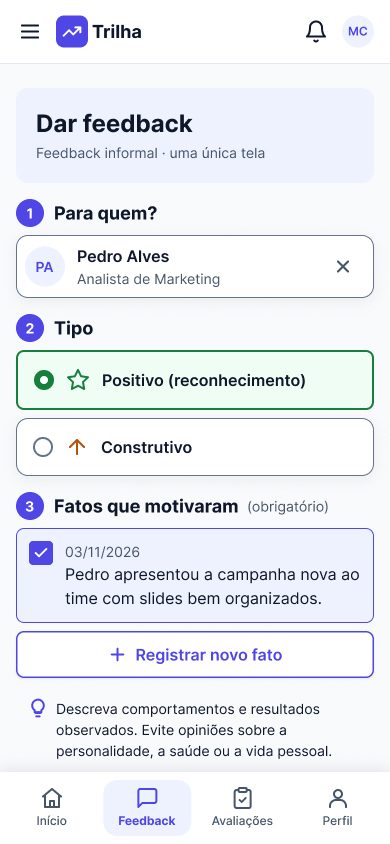 Trilha
MC
Dar feedback
Feedback informal · uma única tela
1 Para quem?
PA
Pedro Alves
Analista de Marketing
2 Tipo
Positivo (reconhecimento)
Construtivo
3 Fatos que motivaram (obrigatório)
03/11/2026
Pedro apresentou a campanha nova ao
time com slides bem organizados.
Registrar novo fato
Descreva comportamentos e resultados
observados. Evite opiniões sobre a
personalidade, a saúde ou a vida pessoal.
Início Feedback Avaliações Perfil